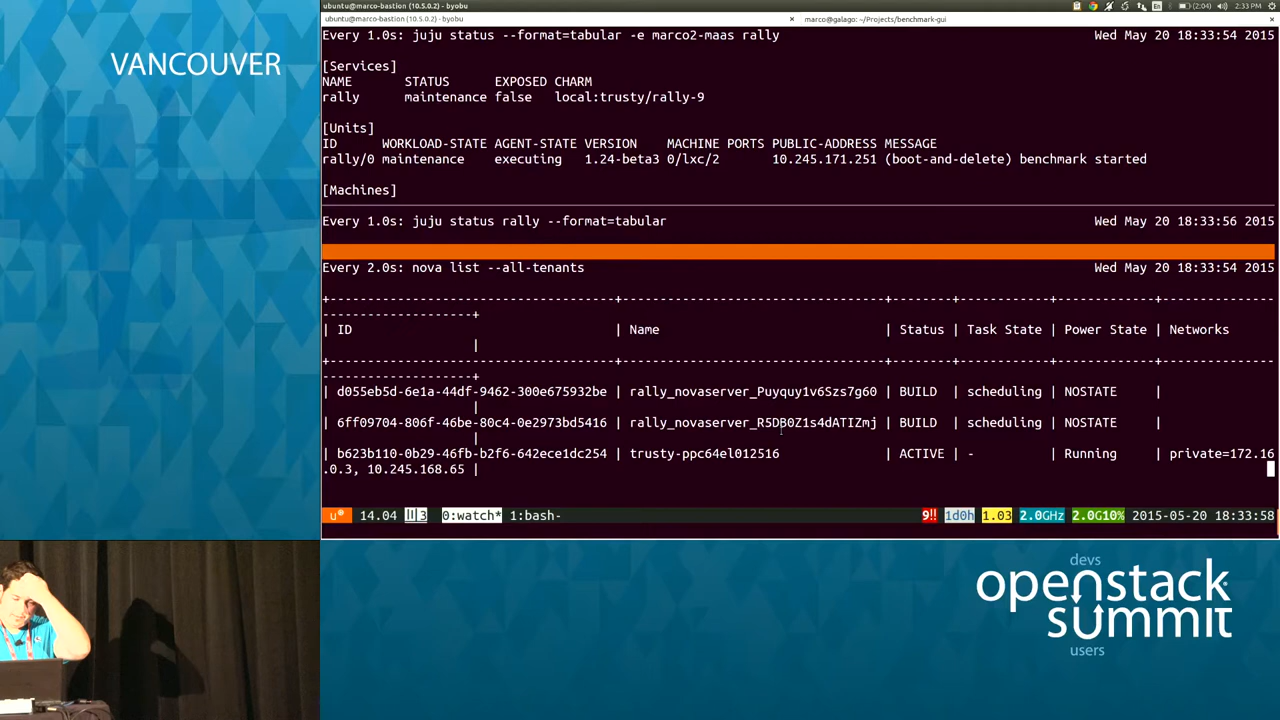 VANCOUVER
ubuntu@marco-bastion (10.5.0.2) - byobu
(2:04) 2:33 PM
ubuntu@marco-bastion (10.5.0.2) - byobu × marco@galago: ~/Projects/benchmark-gui ×
Every 1.0s: juju status --format=tabular -e marco2-maas rally Wed May 20 18:33:54 2015
[Services]
NAME STATUS EXPOSED CHARM
rally maintenance false local:trusty/rally-9
[Units]
ID WORKLOAD-STATE AGENT-STATE VERSION MACHINE PORTS PUBLIC-ADDRESS MESSAGE
rally/0 maintenance executing 1.24-beta3 0/lxc/2 10.245.171.251 (boot-and-delete) benchmark started
[Machines]
Every 1.0s: juju status rally --format=tabular Wed May 20 18:33:56 2015
Every 2.0s: nova list --all-tenants Wed May 20 18:33:54 2015
| ID | Name | Status | Task State | Power State | Networks
|
| d055eb5d-6e1a-44df-9462-300e675932be | rally_novaserver_Puyquy1v6Szs7g60 | BUILD | scheduling | NOSTATE |
|
| 6ff09704-806f-46be-80c4-0e2973bd5416 | rally_novaserver_R5DB0Z1s4dATIZmj | BUILD | scheduling | NOSTATE |
|
| b623b110-0b29-46fb-b2f6-642ece1dc254 | trusty-ppc64el012516 | ACTIVE | - | Running | private=172.16
.0.3, 10.245.168.65 |
u 14.04 3 0:watch* 1:bash- 9!! 1d0h 1.03 2.0GHz 2.0G10% 2015-05-20 18:33:58
devs
openstack
summit
users